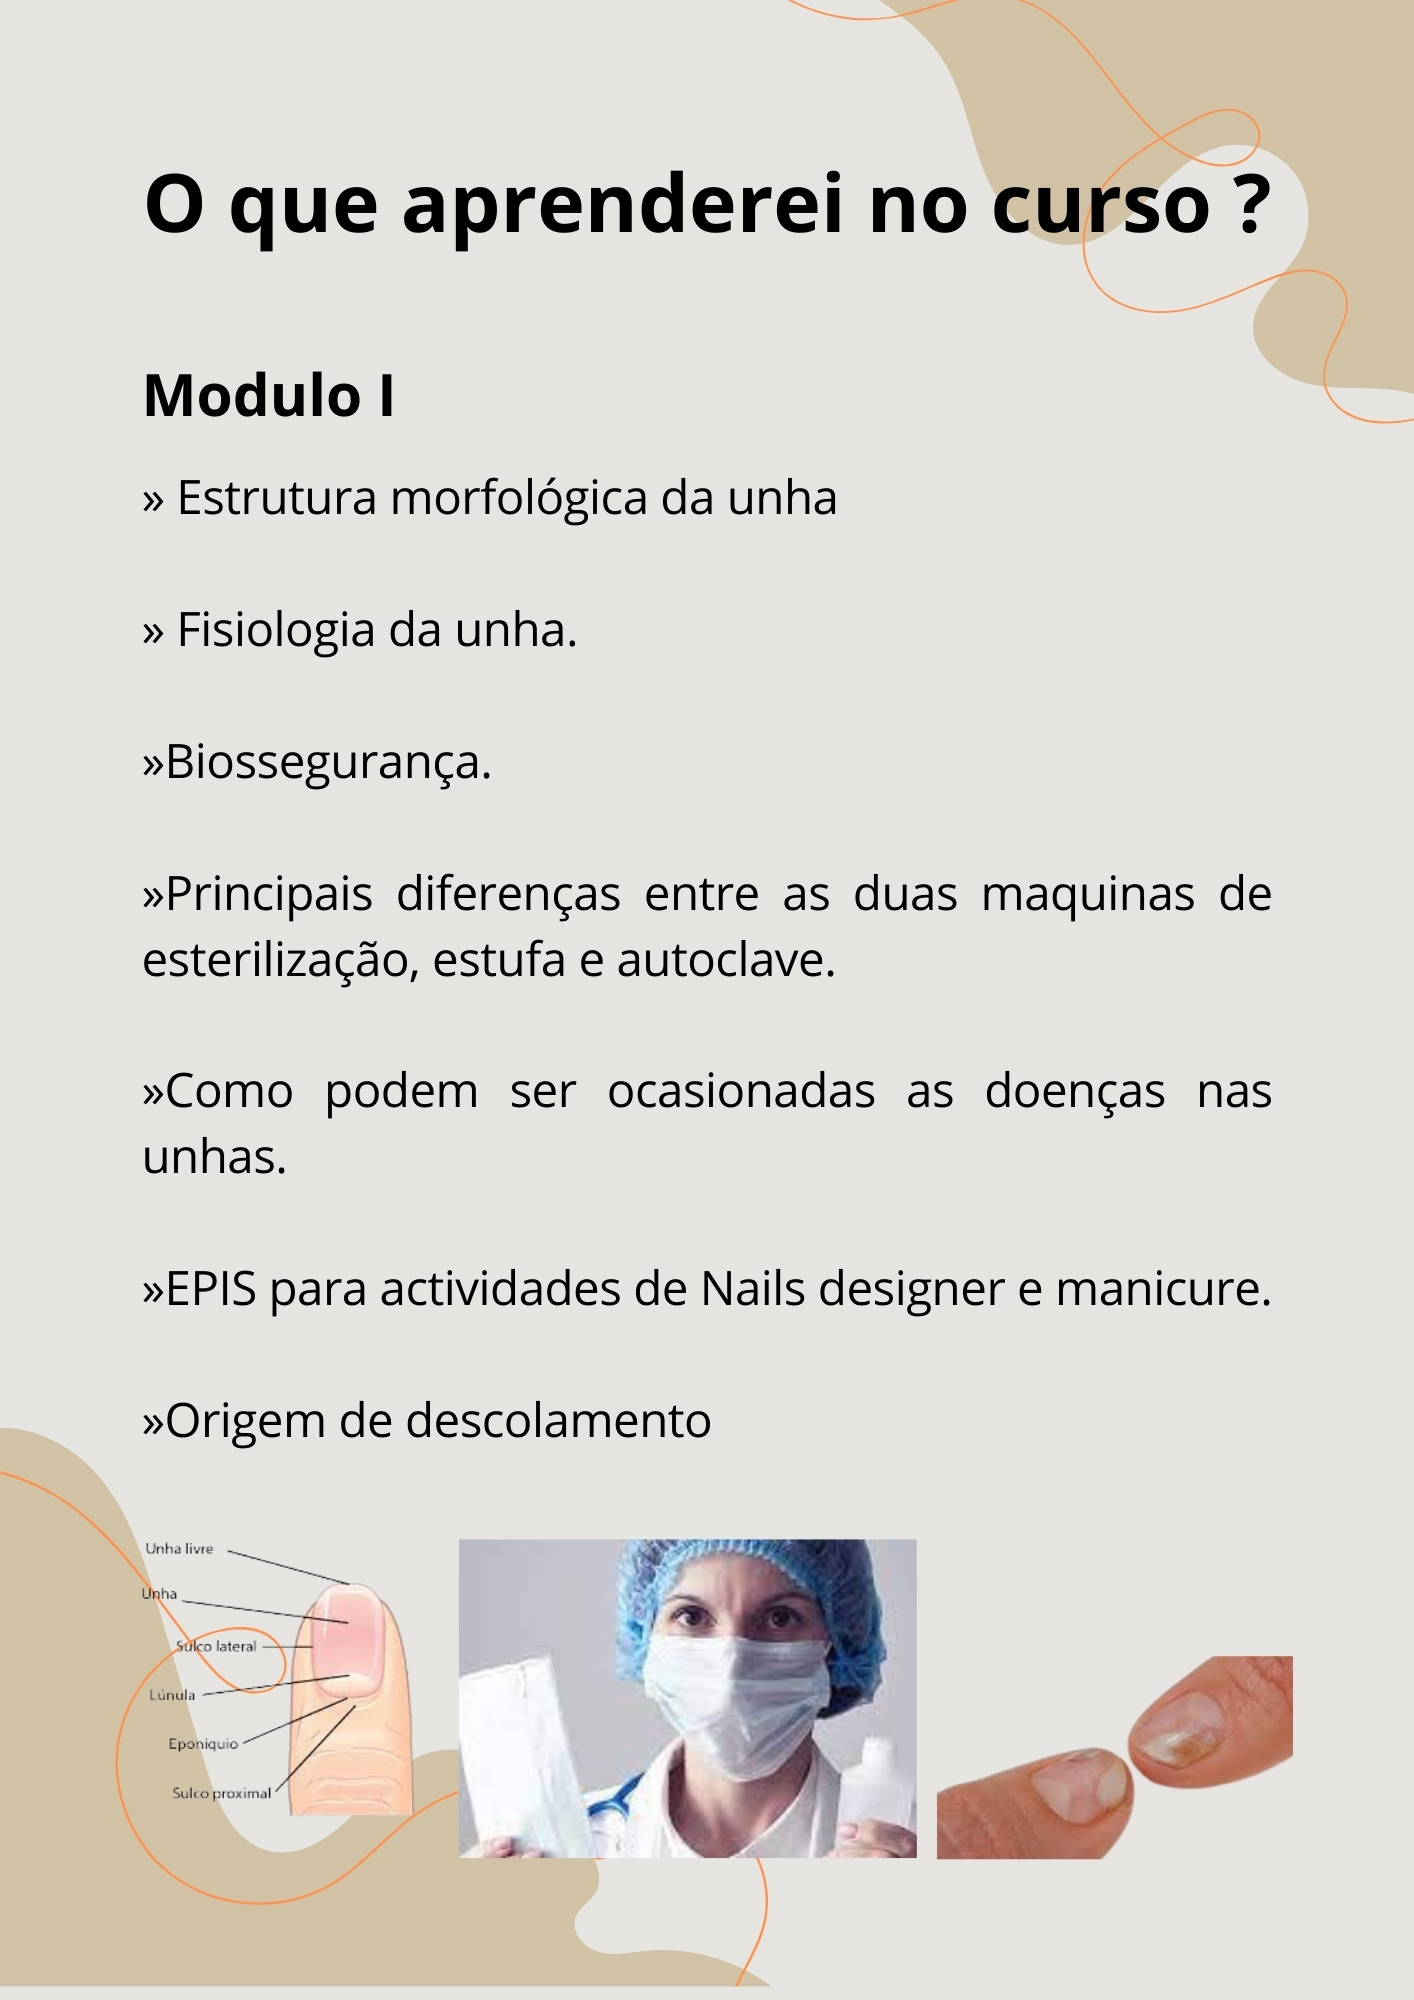 O que aprenderei no curso ?
Modulo I
» Estrutura morfológica da unha
» Fisiologia da unha.
»Biossegurança.
»Principais diferenças entre as duas maquinas de
esterilização, estufa e autoclave.
»Como podem ser ocasionadas as doenças nas
unhas.
»EPIS para actividades de Nails designer e manicure.
»Origem de descolamento
Unha livre
Unha
Sulco lateral
Lúnula
Eponíquio
Sulco proximal